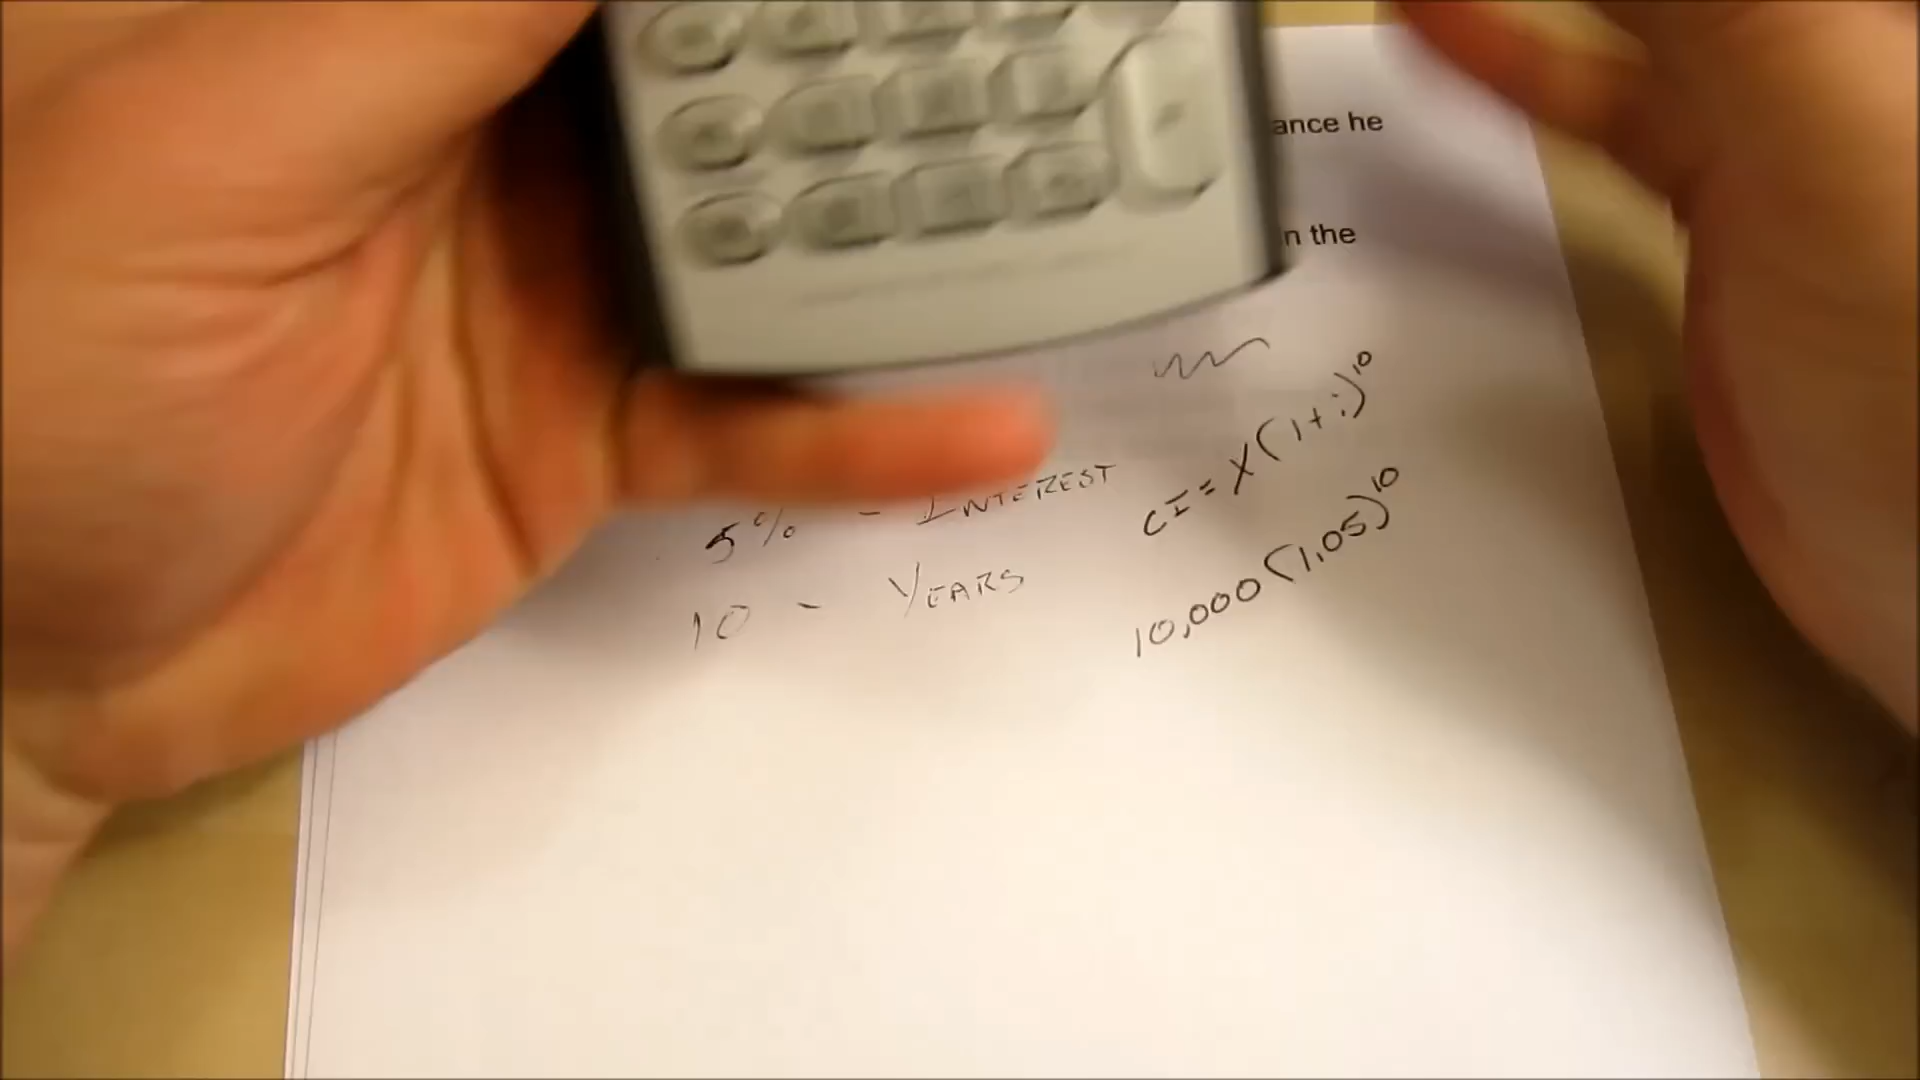 ance he
n the
5% - INTEREST
10 - YEARS
CI = X(1+i)^10
10,000(1.05)^10